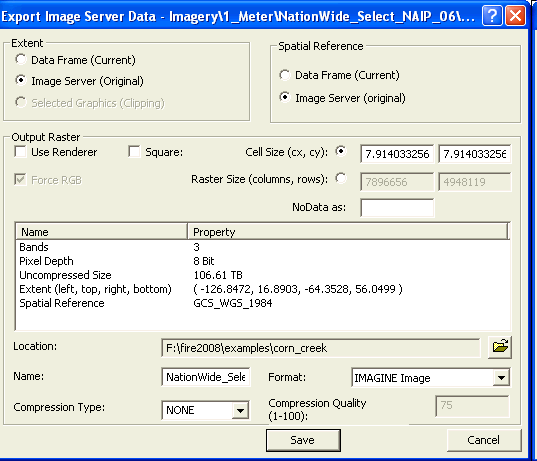 Export Image Server Data - Imagery\1_Meter\NationWide_Select_NAIP_06\...
Extent
Data Frame (Current)
Image Server (Original)
Selected Graphics (Clipping)
Spatial Reference
Data Frame (Current)
Image Server (original)
Output Raster
Use Renderer
Square:
Cell Size (cx, cy):
7.914033256
7.914033256
Force RGB
Raster Size (columns, rows):
7896656
4948119
NoData as:
Name Property
Bands 3
Pixel Depth 8 Bit
Uncompressed Size 106.61 TB
Extent (left, top, right, bottom) ( -126.8472, 16.8903, -64.3528, 56.0499 )
Spatial Reference GCS_WGS_1984
Location: F:\fire2008\examples\corn_creek
Name: NationWide_Sele
Format: IMAGINE Image
Compression Type: NONE
Compression Quality
(1-100):
75
Save
Cancel